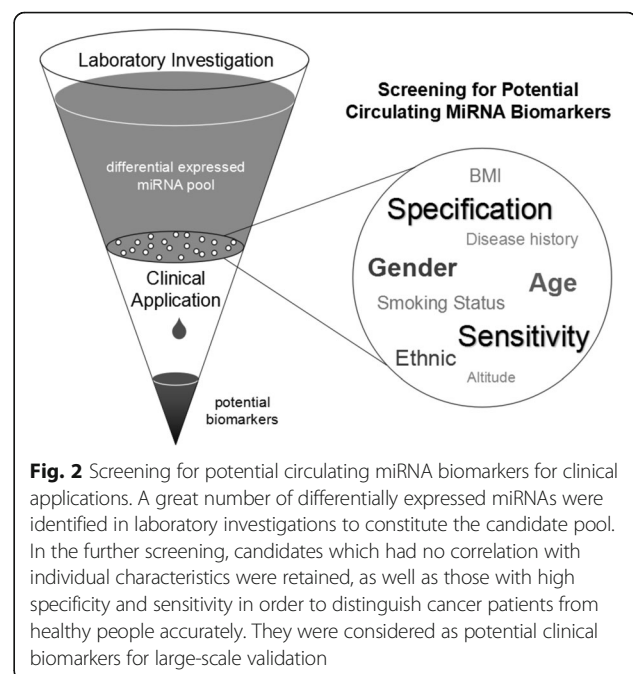 Laboratory Investigation
differential expressed
miRNA pool
Clinical
Application
potential
biomarkers
Screening for Potential
Circulating MiRNA Biomarkers
BMI
Specification
Disease history
Gender
Age
Smoking Status
Sensitivity
Ethnic
Altitude
Fig. 2 Screening for potential circulating miRNA biomarkers for clinical
applications. A great number of differentially expressed miRNAs were
identified in laboratory investigations to constitute the candidate pool.
In the further screening, candidates which had no correlation with
individual characteristics were retained, as well as those with high
specificity and sensitivity in order to distinguish cancer patients from
healthy people accurately. They were considered as potential clinical
biomarkers for large-scale validation